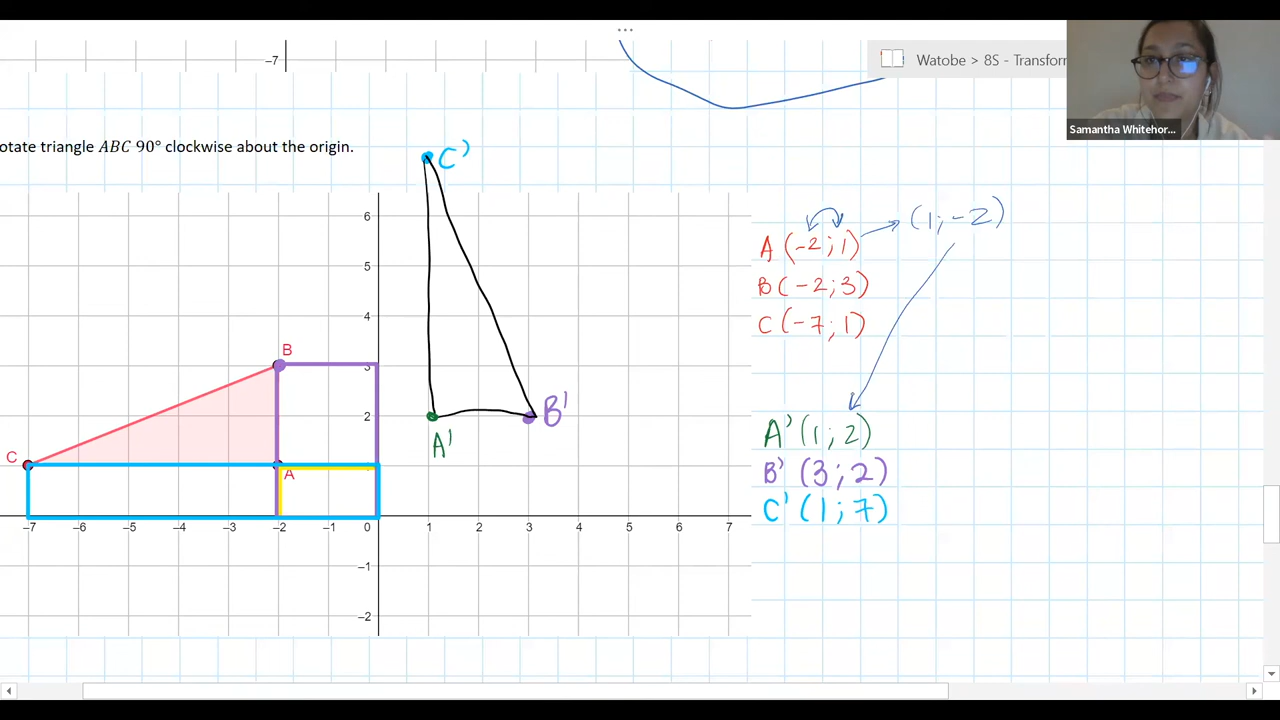 −7
Watobe > 8S - Transform
Samantha Whitehor...
otate triangle ABC 90° clockwise about the origin.
C'
6
5
4
3
2
−1
−2
B
A
C
A'
B'
−7 −6 −5 −4 −3 −2 0 1 2 3 4 5 6 7
A (-2 ; 1)
(1 ; -2)
B (-2 ; 3)
C (-7 ; 1)
A' (1 ; 2)
B' (3 ; 2)
C' (1 ; 7)